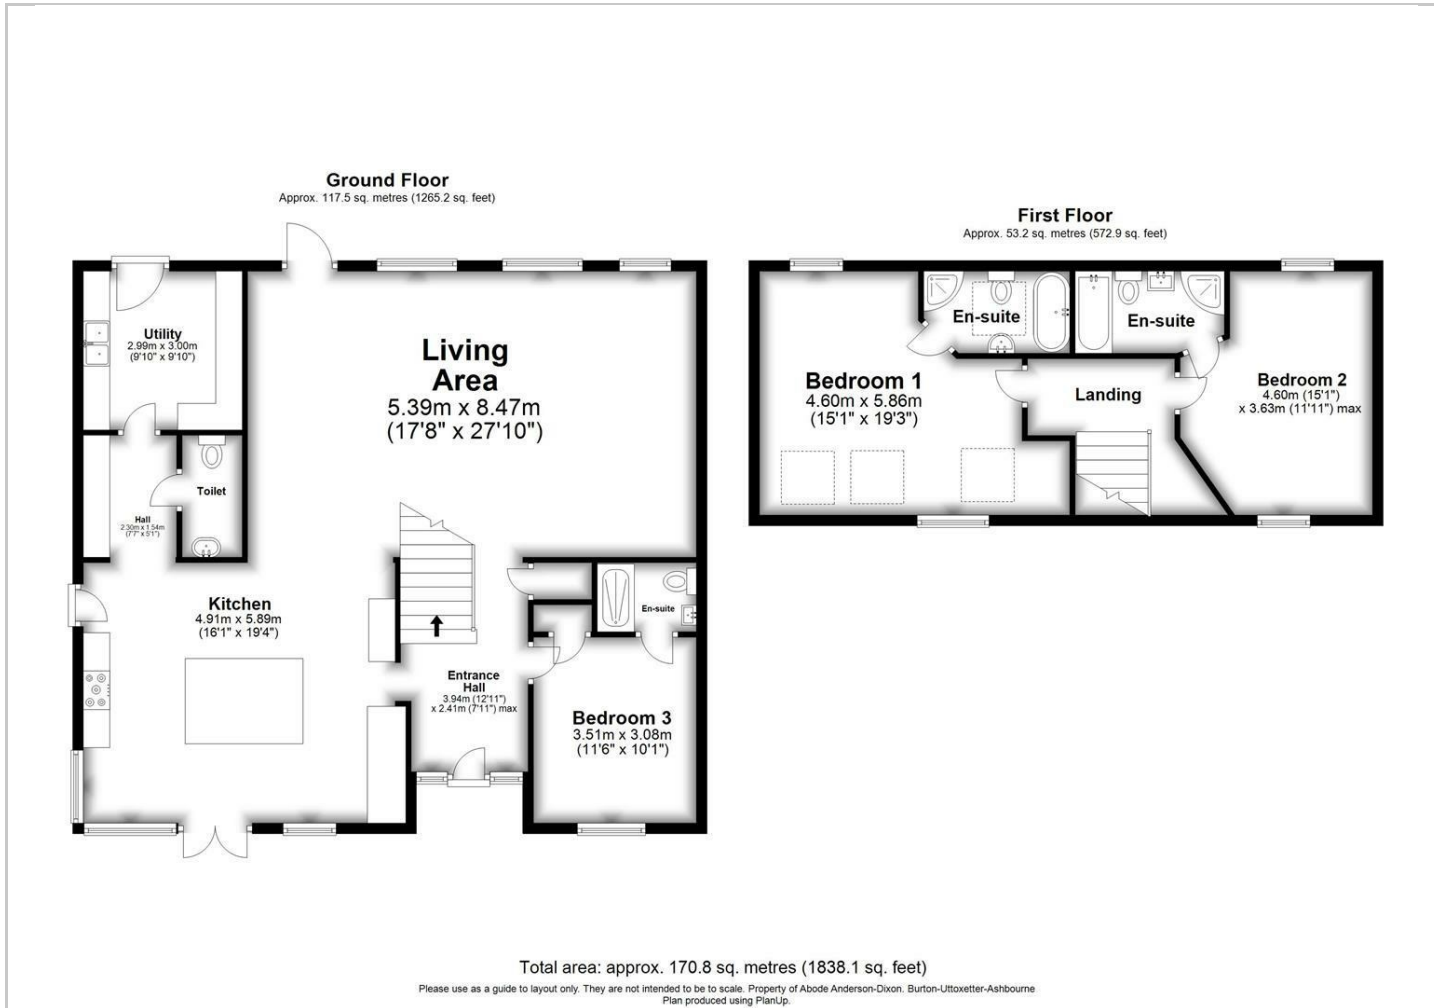 Ground Floor
Approx. 117.5 sq. metres (1265.2 sq. feet)
First Floor
Approx. 53.2 sq. metres (572.9 sq. feet)
Utility
2.99m x 3.00m
(9'10" x 9'10")
Living
Area
5.39m x 8.47m
(17'8" x 27'10")
Toilet
Hall
2.30m x 1.54m
(7'7" x 5'1")
Kitchen
4.91m x 5.89m
(16'1" x 19'4")
En-suite
Entrance
Hall
3.94m (12'11")
x 2.41m (7'11") max
Bedroom 3
3.51m x 3.08m
(11'6" x 10'1")
En-suite
En-suite
Bedroom 1
4.60m x 5.86m
(15'1" x 19'3")
Landing
Bedroom 2
4.60m (15'1")
x 3.63m (11'11") max
Total area: approx. 170.8 sq. metres (1838.1 sq. feet)
Please use as a guide to layout only. They are not intended to be to scale. Property of Abode Anderson-Dixon. Burton-Uttoxetter-Ashbourne
Plan produced using PlanUp.